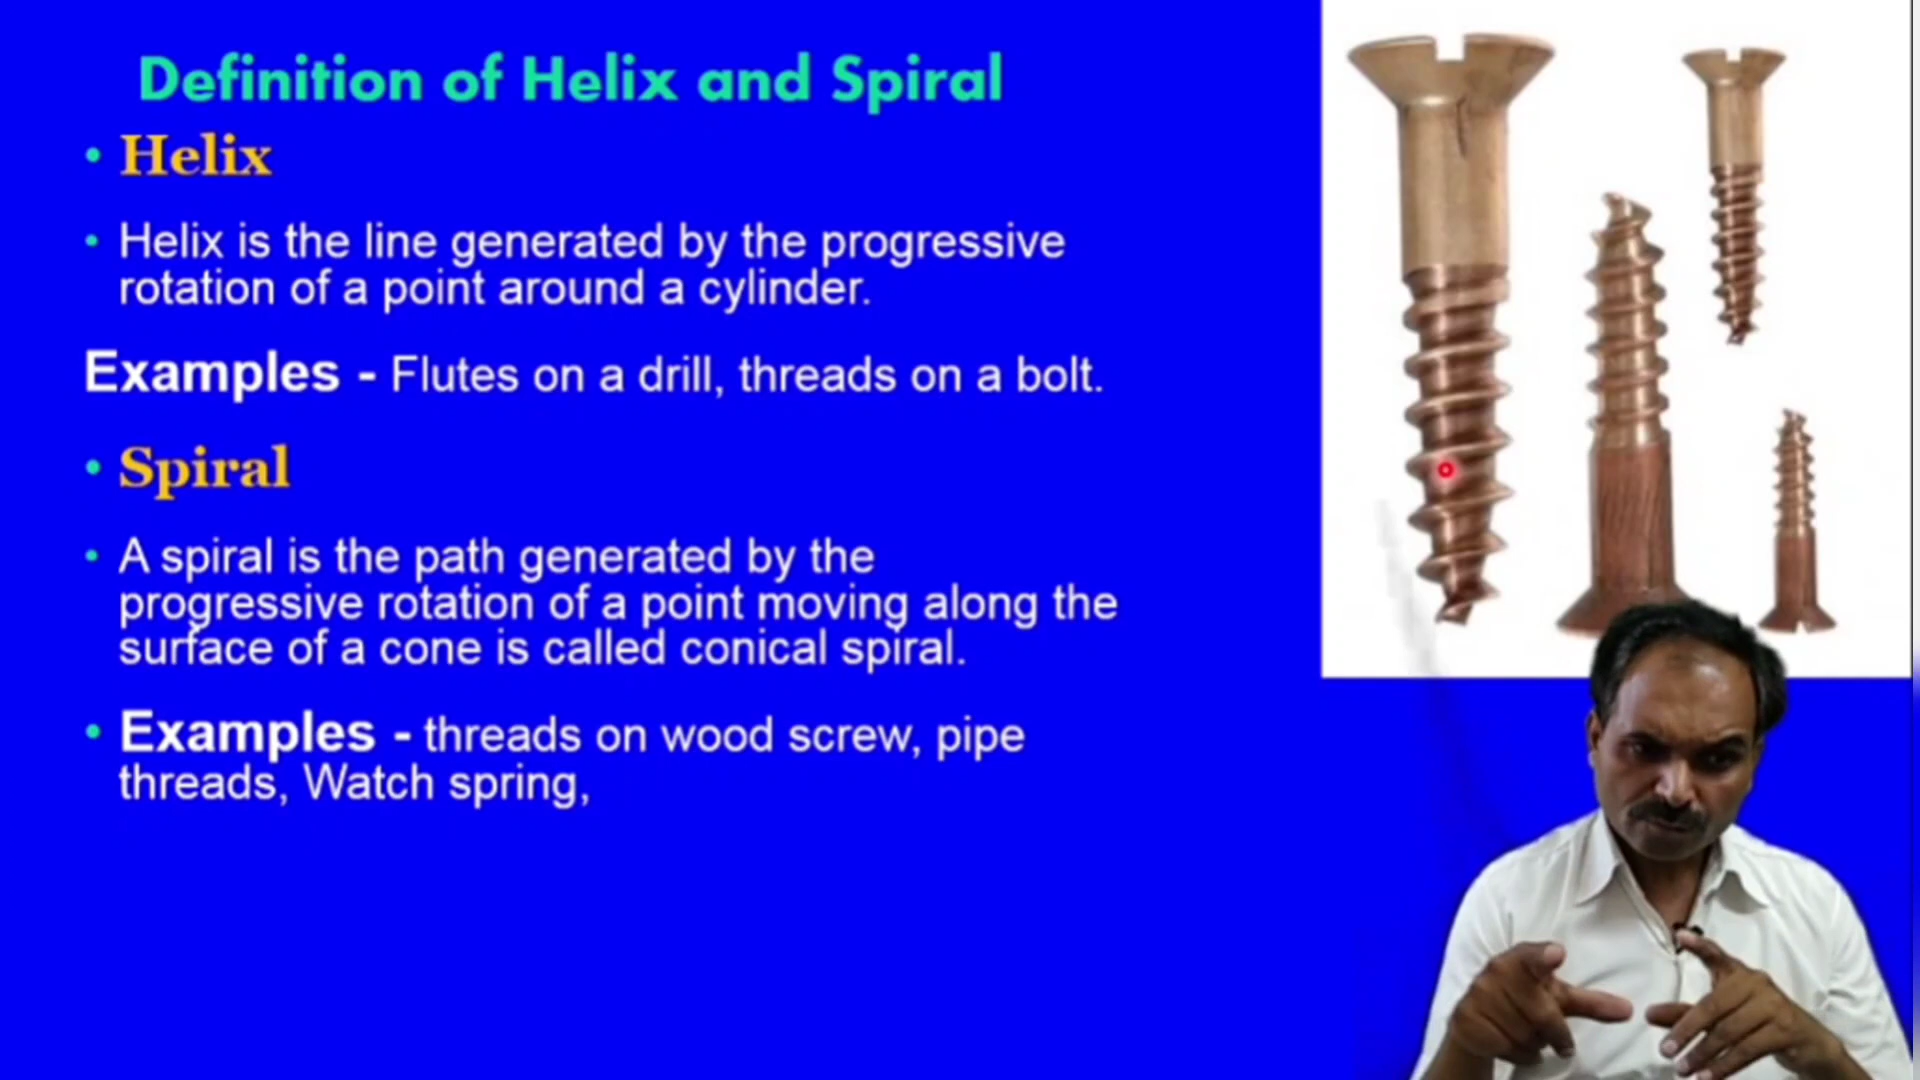 Definition of Helix and Spiral
• Helix
• Helix is the line generated by the progressive
rotation of a point around a cylinder.
Examples - Flutes on a drill, threads on a bolt.
• Spiral
• A spiral is the path generated by the
progressive rotation of a point moving along the
surface of a cone is called conical spiral.
• Examples - threads on wood screw, pipe
threads, Watch spring,